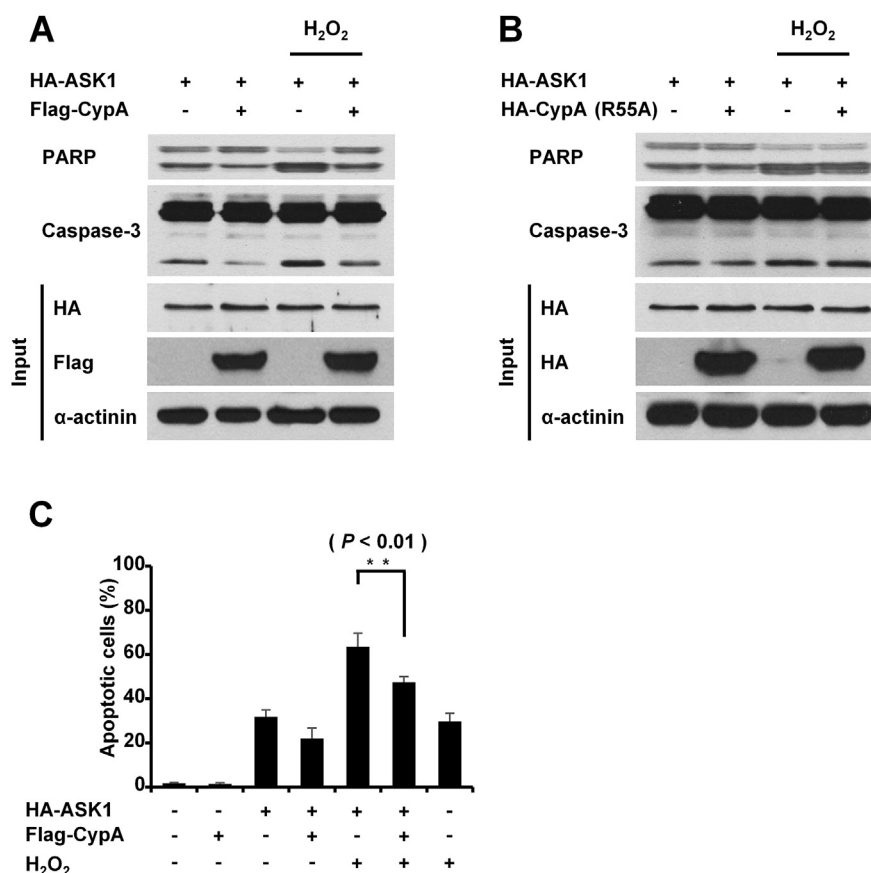 A
H₂O₂
HA-ASK1 + + + +
Flag-CypA - + - +
PARP
Caspase-3
Input
HA
Flag
α-actinin
B
H₂O₂
HA-ASK1 + + + +
HA-CypA (R55A) - + - +
PARP
Caspase-3
Input
HA
HA
α-actinin
C
( P < 0.01 )
* *
Apoptotic cells (%)
100
80
60
40
20
0
HA-ASK1 - - + + + + -
Flag-CypA - + - + - + -
H₂O₂ - - - - + + +